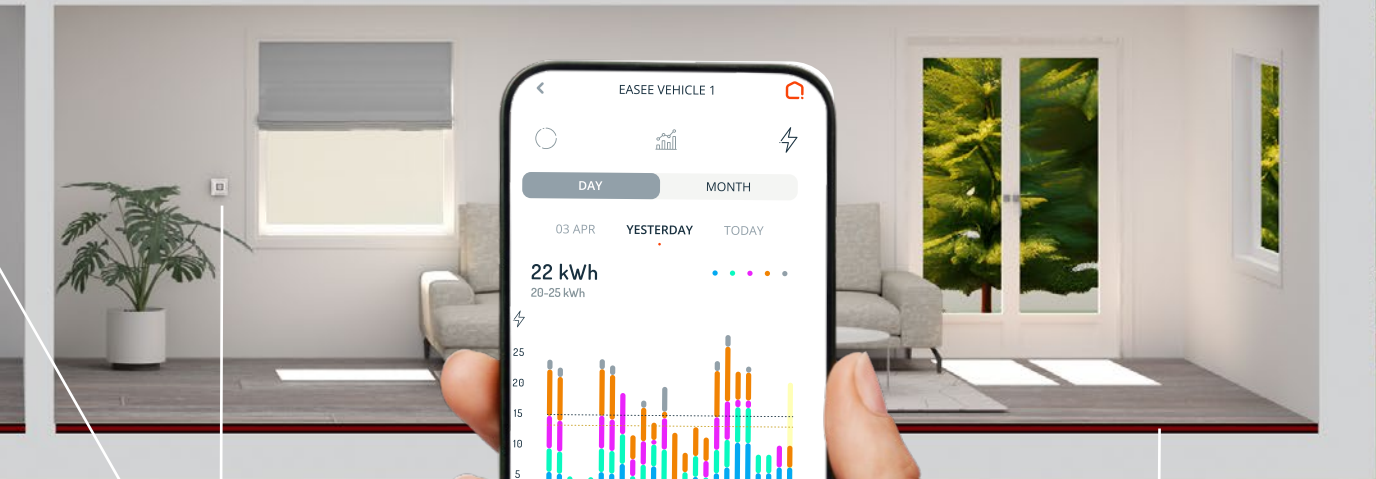 EASEE VEHICLE 1
DAY MONTH
03 APR YESTERDAY TODAY
22 kWh
20-25 kWh
25
20
15
10
5